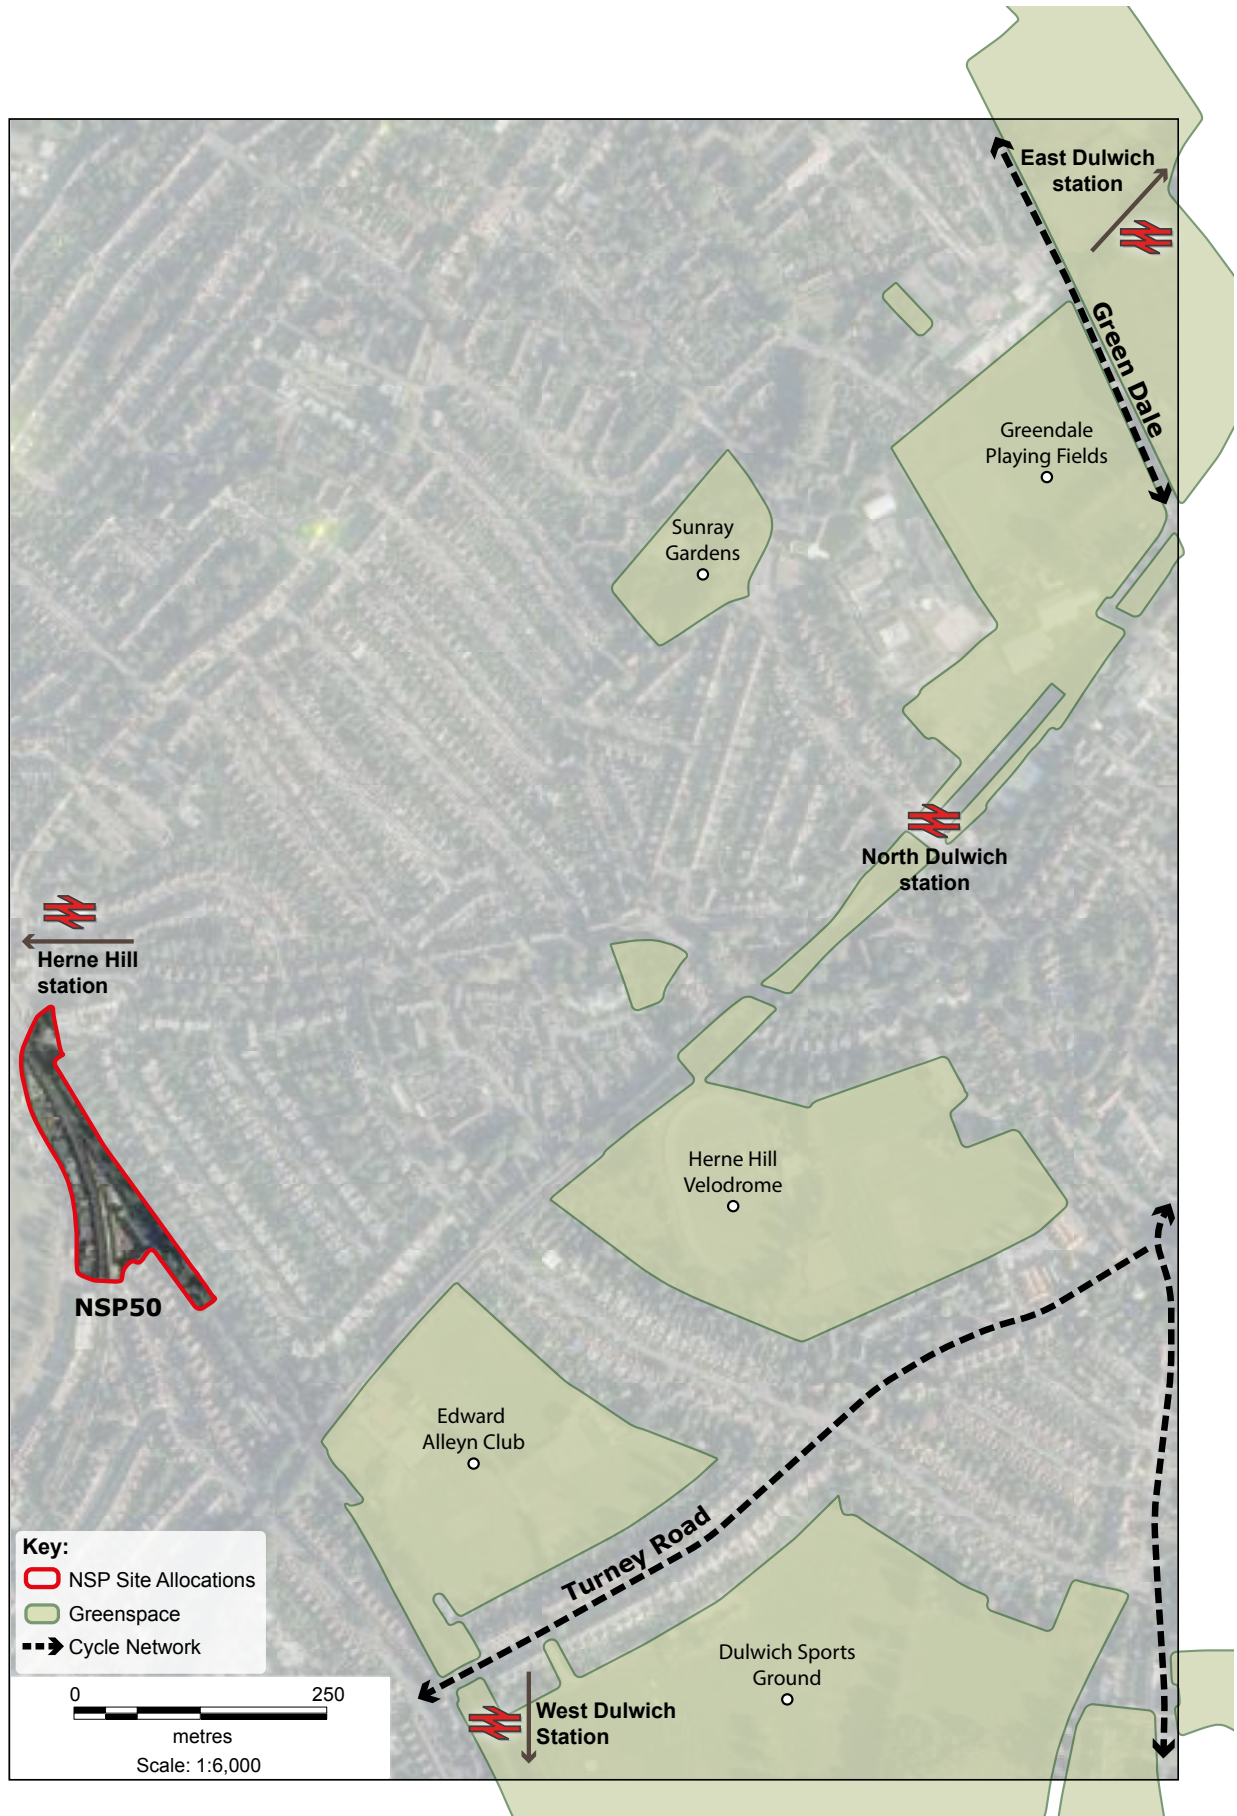 East Dulwich
station
Green Dale
Greendale
Playing Fields
Sunray
Gardens
North Dulwich
station
Herne Hill
station
Herne Hill
Velodrome
NSP50
Edward
Alleyn Club
Turney Road
Dulwich Sports
Ground
West Dulwich
Station
Key:
NSP Site Allocations
Greenspace
Cycle Network
0 250
metres
Scale: 1:6,000